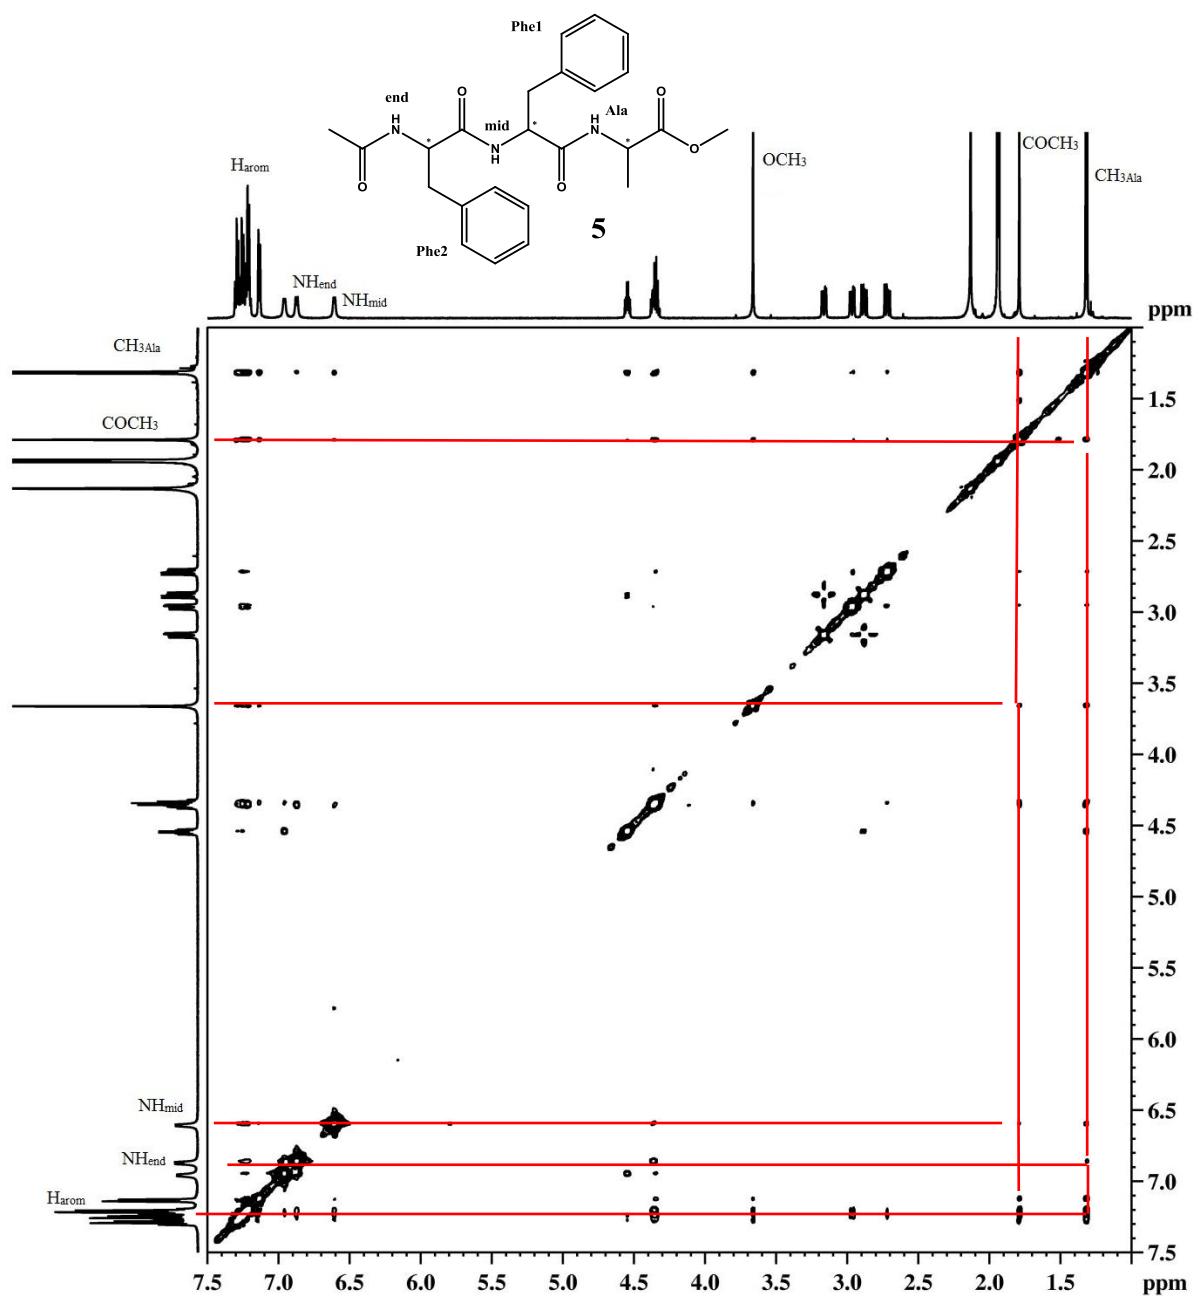 Phe1
O
O
end
Ala
H
N
mid
H
N
*
*
*
N
H
O
O
O
5
Phe2
Harom
NHend
NHmid
OCH3
COCH3
CH3Ala
ppm
CH3Ala
COCH3
NHmid
NHend
Harom
1.5
2.0
2.5
3.0
3.5
4.0
4.5
5.0
5.5
6.0
6.5
7.0
7.5
7.5 7.0 6.5 6.0 5.5 5.0 4.5 4.0 3.5 3.0 2.5 2.0 1.5 ppm